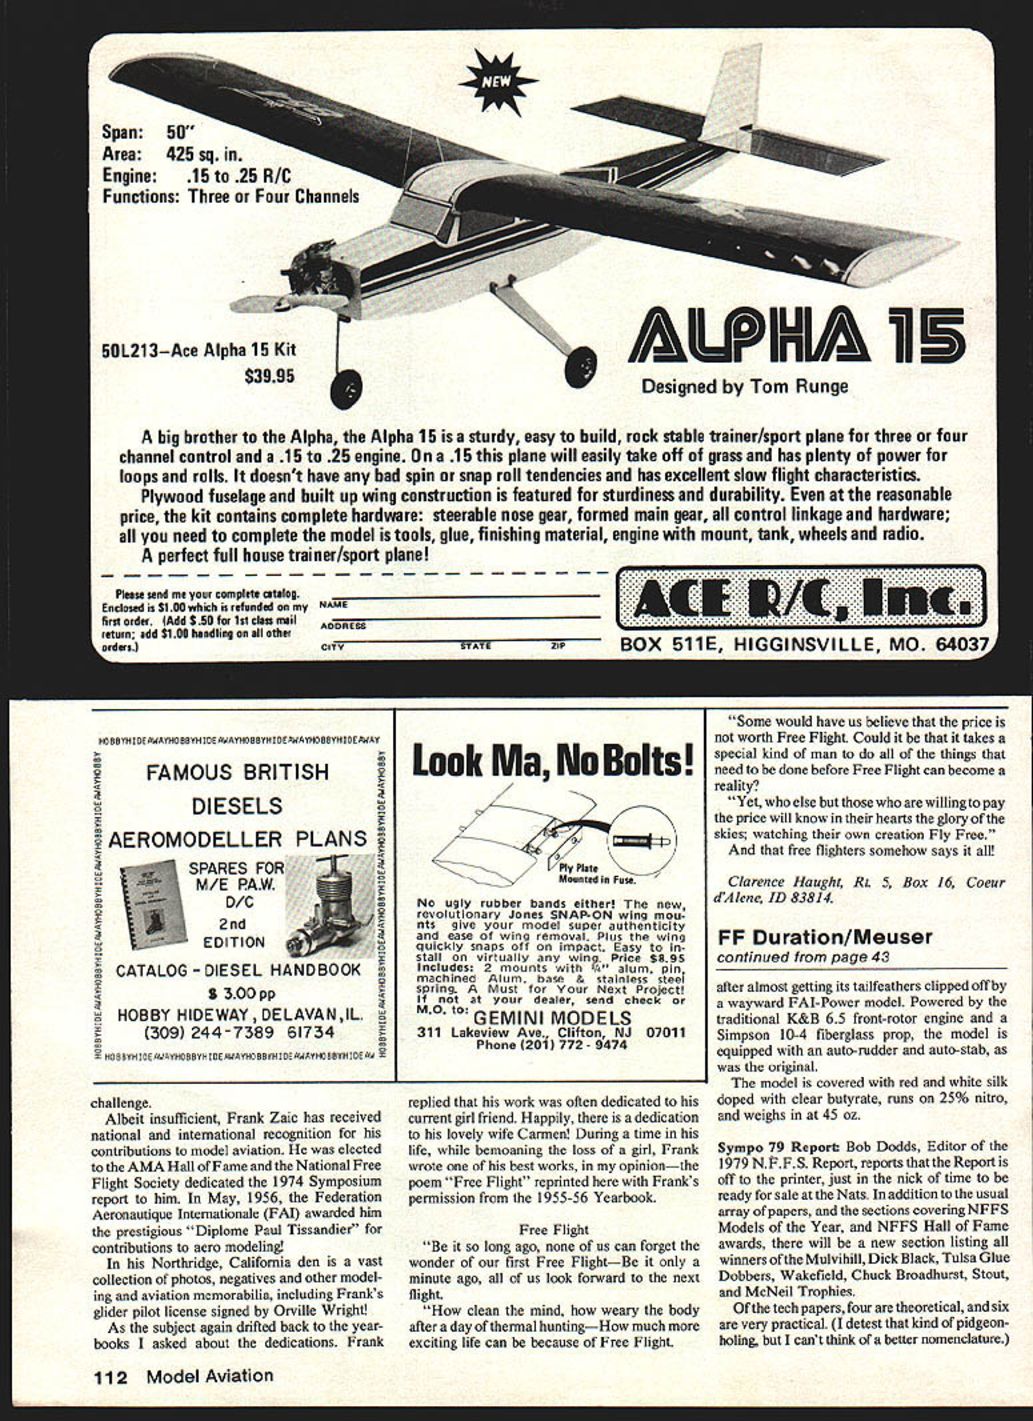 NEW
Span: 50"
Area: 425 sq. in.
Engine: .15 to .25 R/C
Functions: Three or Four Channels
50L213—Ace Alpha 15 Kit
$39.95
ALPHA 15
Designed by Tom Runge
A big brother to the Alpha, the Alpha 15 is a sturdy, easy to build, rock stable trainer/sport plane for three or four
channel control and a .15 to .25 engine. On a .15 this plane will easily take off of grass and has plenty of power for
loops and rolls. It doesn't have any bad spin or snap roll tendencies and has excellent slow flight characteristics.
Plywood fuselage and built up wing construction is featured for sturdiness and durability. Even at the reasonable
price, the kit contains complete hardware: steerable nose gear, formed main gear, all control linkage and hardware;
all you need to complete the model is tools, glue, finishing material, engine with mount, tank, wheels and radio.
A perfect full house trainer/sport plane!
Please send me your complete catalog.
Enclosed is $1.00 which is refunded on my
first order. (Add $.50 for 1st class mail
return; add $1.00 handling on all other
orders.)
NAME
ADDRESS
CITY STATE ZIP
ACE R/C, Inc.
BOX 511E, HIGGINSVILLE, MO. 64037
HOBBYHIDEAWAYHOBBYHIDEAWAYHOBBYHIDEAWAYHOBBYHIDEAWAY
FAMOUS BRITISH
DIESELS
AEROMODELLER PLANS
SPARES FOR
M/E P.A.W.
D/C
2nd
EDITION
CATALOG - DIESEL HANDBOOK
$ 3.00 pp
HOBBY HIDEWAY, DELAVAN, IL.
(309) 244-7389 61734
HOBBYHIDEAWAYHOBBYHIDEAWAYHOBBYHIDEAWAYHOBBYHIDEAW
Look Ma, No Bolts!
Ply Plate
Mounted in Fuse.
No ugly rubber bands either! The new,
revolutionary Jones SNAP-ON wing mou-
nts give your model super authenticity
and ease of wing removal. Plus the wing
quickly snaps off on impact. Easy to in-
stall on virtually any wing. Price $8.95
Includes: 2 mounts with ¼" alum, pin,
machined Alum. base & stainless steel
spring. A Must for Your Next Project!
If not at your dealer, send check or
M.O. to: GEMINI MODELS
311 Lakeview Ave., Clifton, NJ 07011
Phone (201) 772 - 9474
challenge.
Albeit insufficient, Frank Zaic has received
national and international recognition for his
contributions to model aviation. He was elected
to the AMA Hall of Fame and the National Free
Flight Society dedicated the 1974 Symposium
report to him. In May, 1956, the Federation
Aeronautique Internationale (FAI) awarded him
the prestigious "Diplome Paul Tissandier" for
contributions to aero modeling!
In his Northridge, California den is a vast
collection of photos, negatives and other model-
ing and aviation memorabilia, including Frank's
glider pilot license signed by Orville Wright!
As the subject again drifted back to the year-
books I asked about the dedications. Frank
replied that his work was often dedicated to his
current girl friend. Happily, there is a dedication
to his lovely wife Carmen! During a time in his
life, while bemoaning the loss of a girl, Frank
wrote one of his best works, in my opinion—the
poem "Free Flight" reprinted here with Frank's
permission from the 1955-56 Yearbook.
Free Flight
"Be it so long ago, none of us can forget the
wonder of our first Free Flight—Be it only a
minute ago, all of us look forward to the next
flight.
"How clean the mind, how weary the body
after a day of thermal hunting—How much more
exciting life can be because of Free Flight.
"Some would have us believe that the price is
not worth Free Flight. Could it be that it takes a
special kind of man to do all of the things that
need to be done before Free Flight can become a
reality?
"Yet, who else but those who are willing to pay
the price will know in their hearts the glory of the
skies; watching their own creation Fly Free."
And that free flighters somehow says it all!
Clarence Haught, Rt. 5, Box 16, Coeur
d'Alene, ID 83814.
FF Duration/Meuser
continued from page 43
after almost getting its tailfeathers clipped off by
a wayward FAI-Power model. Powered by the
traditional K&B 6.5 front-rotor engine and a
Simpson 10-4 fiberglass prop, the model is
equipped with an auto-rudder and auto-stab, as
was the original.
The model is covered with red and white silk
doped with clear butyrate, runs on 25% nitro,
and weighs in at 45 oz.
Sympo 79 Report: Bob Dodds, Editor of the
1979 N.F.F.S. Report, reports that the Report is
off to the printer, just in the nick of time to be
ready for sale at the Nats. In addition to the usual
array of papers, and the sections covering NFFS
Models of the Year, and NFFS Hall of Fame
awards, there will be a new section listing all
winners of the Mulvihill, Dick Black, Tulsa Glue
Dobbers, Wakefield, Chuck Broadhurst, Stout,
and McNeil Trophies.
Of the tech papers, four are theoretical, and six
are very practical. (I detest that kind of pidgeon-
holing, but I can't think of a better nomenclature.)
112 Model Aviation